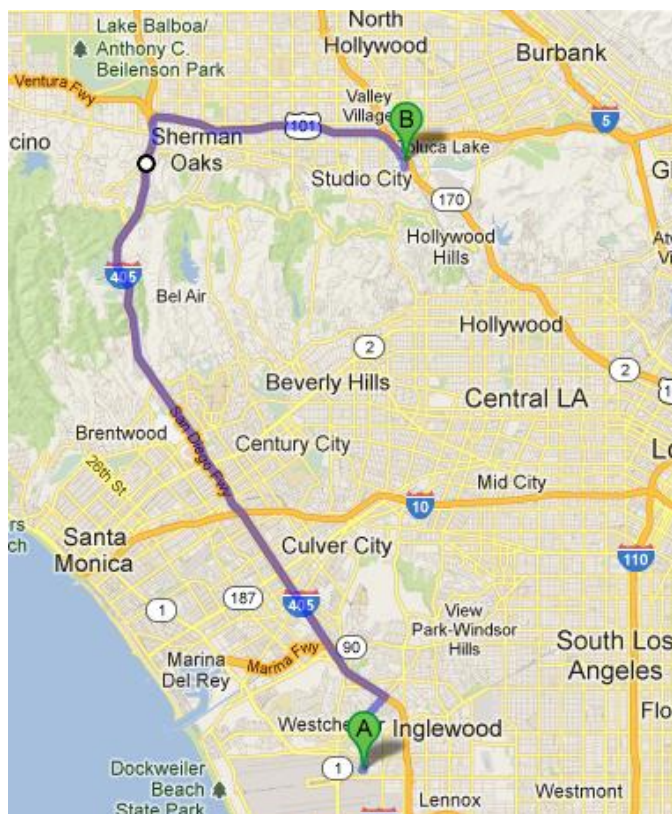 Lake Balboa/
Anthony C.
Beilenson Park
North
Hollywood
Burbank
Ventura Fwy
Valley
Village
B
5
101
cino
Sherman
Oaks
Toluca Lake
Studio City
170
Hollywood
Hills
405
Bel Air
Hollywood
2
2
Beverly Hills
Central LA
Brentwood
San Diego Fwy
Century City
26th St
Mid City
10
Santa
Monica
Culver City
110
1
187
405
90
View
Park-Windsor
Hills
South Los
Angeles
Marina Fwy
Marina
Del Rey
Flo
Westchester
A
Inglewood
1
Dockweiler
Beach
State Park
Lennox
Westmont